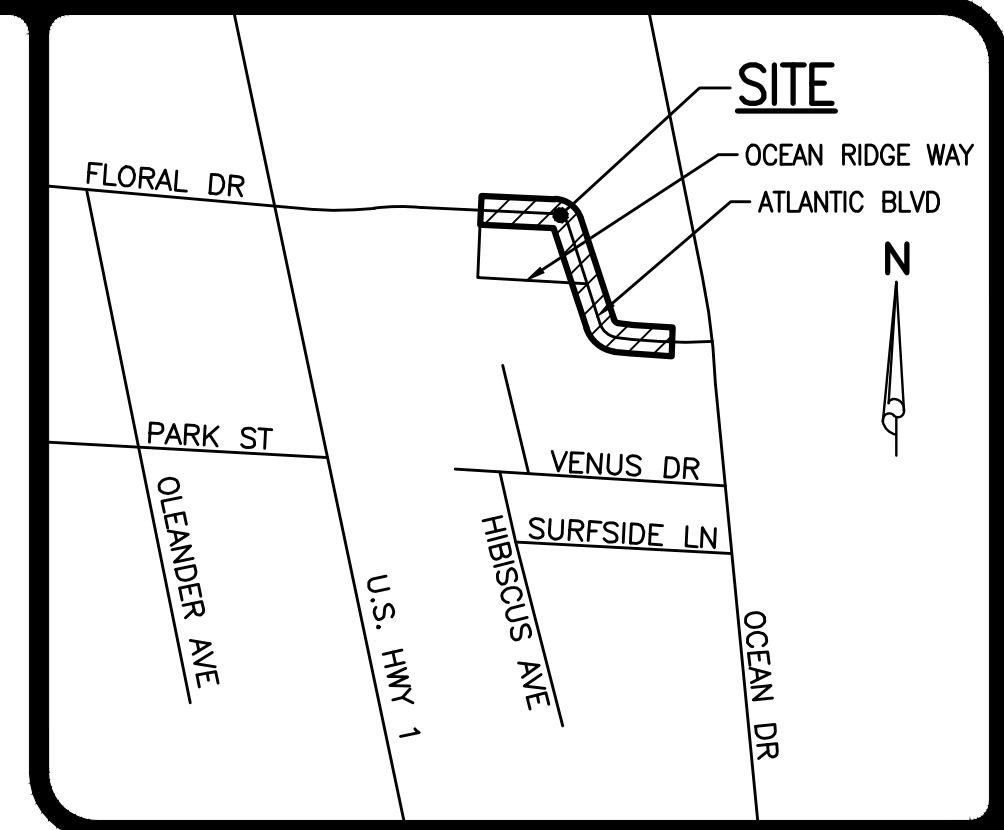 SITE
OCEAN RIDGE WAY
FLORAL DR
ATLANTIC BLVD
N
PARK ST
VENUS DR
OLEANDER AVE
HIBISCUS AVE
SURFSIDE LN
U.S. HWY 1
OCEAN DR